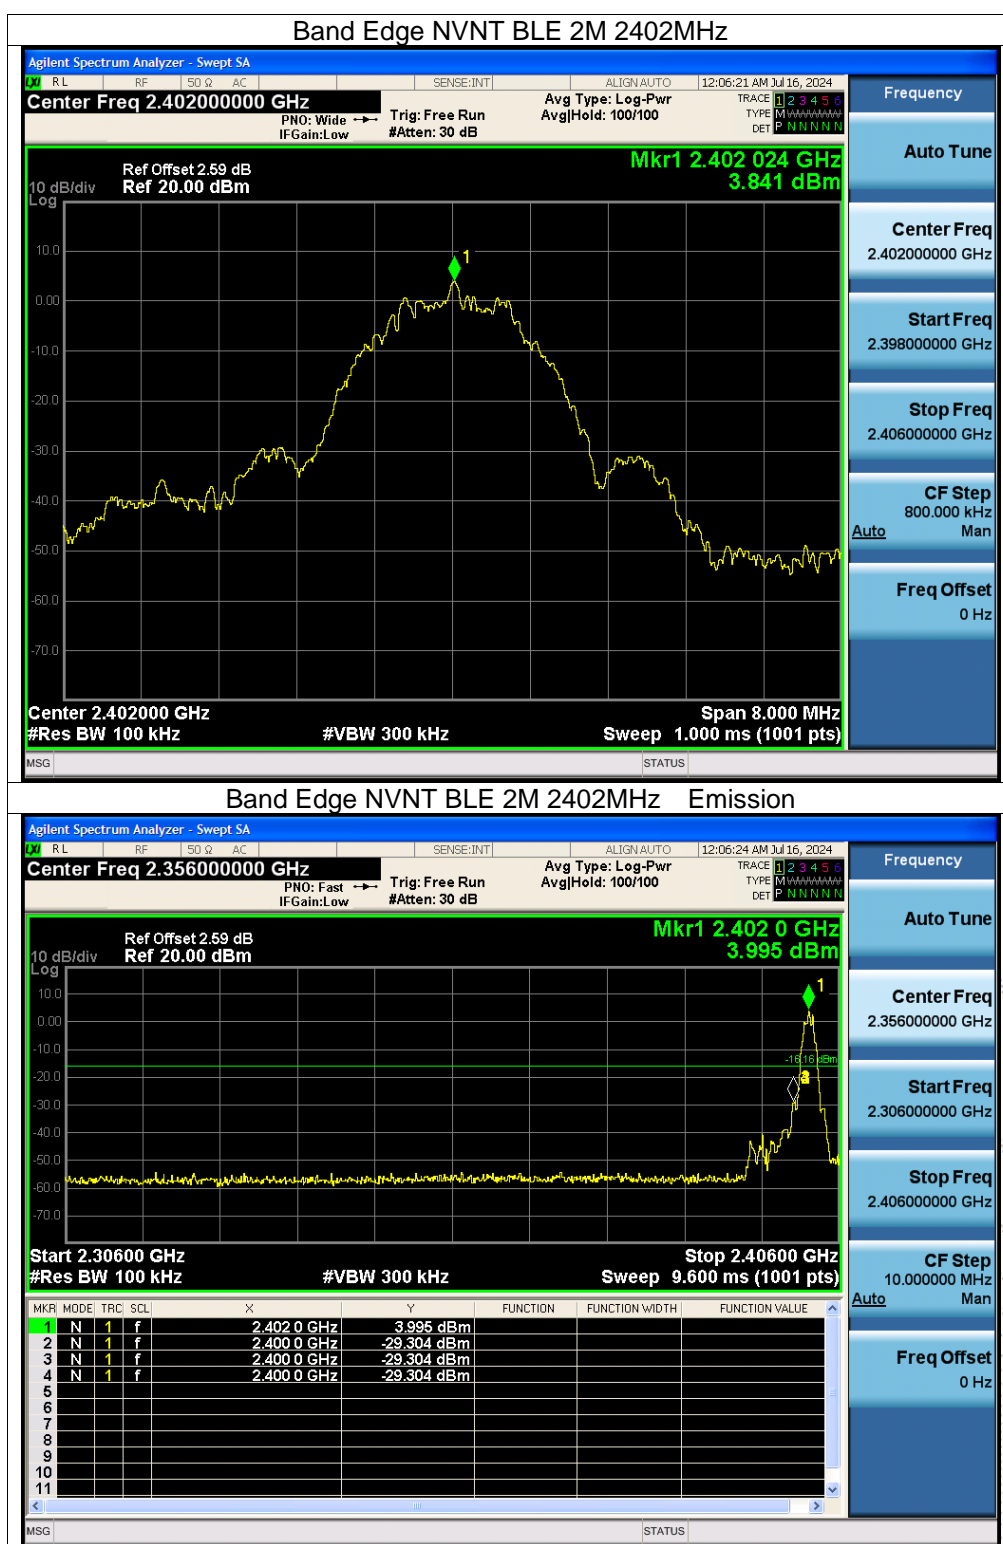 Band Edge NVNT BLE 2M 2402MHz
Agilent Spectrum Analyzer - Swept SA
LXI RL RF 50 Ω AC SENSE:INT ALIGN AUTO 12:06:21 AM Jul 16, 2024
Center Freq 2.402000000 GHz
PNO: Wide
IFGain:Low
Trig: Free Run
#Atten: 30 dB
Avg Type: Log-Pwr
Avg|Hold: 100/100
TRACE 1 2 3 4 5 6
TYPE M W W W W W
DET P N N N N N
Ref Offset 2.59 dB
Ref 20.00 dBm
10 dB/div
Log
Mkr1 2.402 024 GHz
3.841 dBm
1
10.0
0.00
-10.0
-20.0
-30.0
-40.0
-50.0
-60.0
-70.0
Center 2.402000 GHz
Span 8.000 MHz
#Res BW 100 kHz
#VBW 300 kHz
Sweep 1.000 ms (1001 pts)
MSG
STATUS
Frequency
Auto Tune
Center Freq
2.402000000 GHz
Start Freq
2.398000000 GHz
Stop Freq
2.406000000 GHz
CF Step
800.000 kHz
Auto Man
Freq Offset
0 Hz
Band Edge NVNT BLE 2M 2402MHz Emission
Agilent Spectrum Analyzer - Swept SA
LXI RL RF 50 Ω AC SENSE:INT ALIGN AUTO 12:06:24 AM Jul 16, 2024
Center Freq 2.356000000 GHz
PNO: Fast
IFGain:Low
Trig: Free Run
#Atten: 30 dB
Avg Type: Log-Pwr
Avg|Hold: 100/100
TRACE 1 2 3 4 5 6
TYPE M W W W W W
DET P N N N N N
Ref Offset 2.59 dB
Ref 20.00 dBm
10 dB/div
Log
Mkr1 2.402 0 GHz
3.995 dBm
1
10.0
0.00
-10.0
-20.0
-30.0
-40.0
-50.0
-60.0
-70.0
-16.16 dBm
Start 2.30600 GHz
Stop 2.40600 GHz
#Res BW 100 kHz
#VBW 300 kHz
Sweep 9.600 ms (1001 pts)
MKR MODE TRC SCL X Y FUNCTION FUNCTION WIDTH FUNCTION VALUE
1 N 1 f 2.402 0 GHz 3.995 dBm
2 N 1 f 2.400 0 GHz -29.304 dBm
3 N 1 f 2.400 0 GHz -29.304 dBm
4 N 1 f 2.400 0 GHz -29.304 dBm
5
6
7
8
9
10
11
MSG
STATUS
Frequency
Auto Tune
Center Freq
2.356000000 GHz
Start Freq
2.306000000 GHz
Stop Freq
2.406000000 GHz
CF Step
10.000000 MHz
Auto Man
Freq Offset
0 Hz